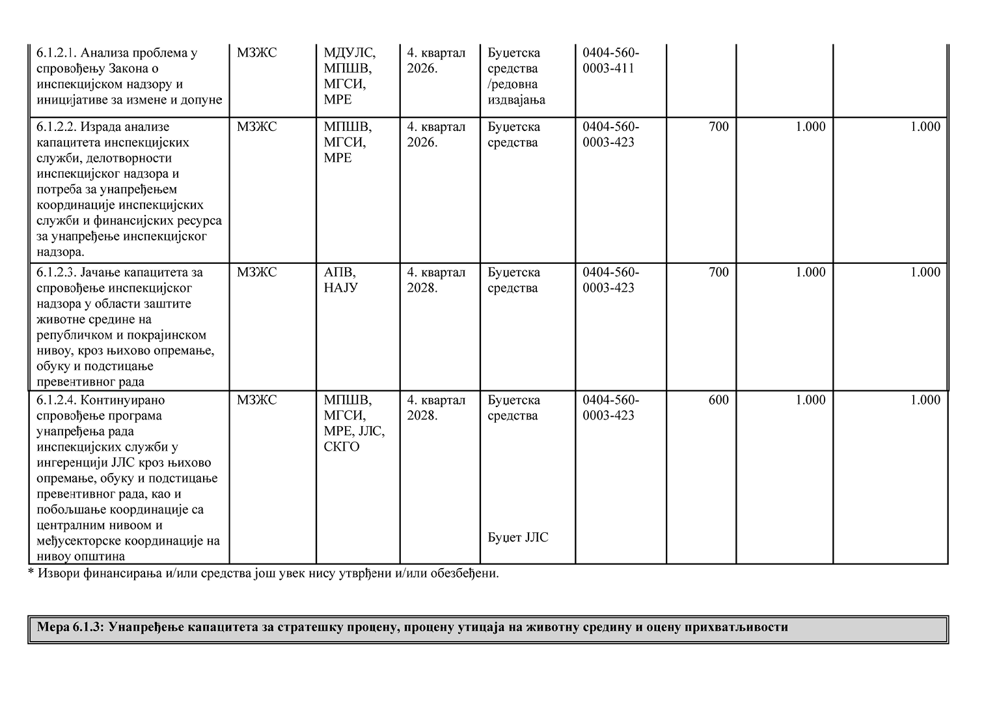 6.1.2.1. Анализа проблема у
спровођењу Закона о
инспекцијском надзору и
иницијативе за измене и допуне
МЗЖС
МДУЛС,
МПШВ,
МГСИ,
МРЕ
4. квартал
2026.
Буџетска
средства
/редовна
издвајања
0404-560-
0003-411
6.1.2.2. Израда анализе
капацитета инспекцијских
служби, делотворности
инспекцијског надзора и
потреба за унапређењем
координације инспекцијских
служби и финансијских ресурса
за унапређење инспекцијског
надзора.
МЗЖС
МПШВ,
МГСИ,
МРЕ
4. квартал
2026.
Буџетска
средства
0404-560-
0003-423
700
1.000
1.000
6.1.2.3. Јачање капацитета за
спровођење инспекцијског
надзора у области заштите
животне средине на
републичком и покрајинском
нивоу, кроз њихово опремање,
обуку и подстицање
превентивног рада
МЗЖС
АПВ,
НАЈУ
4. квартал
2028.
Буџетска
средства
0404-560-
0003-423
700
1.000
1.000
6.1.2.4. Континуирано
спровођење програма
унапређења рада
инспекцијских служби у
ингеренцији ЈЛС кроз њихово
опремање, обуку и подстицање
превентивног рада, као и
побољшање координације са
централним нивоом и
међусекторске координације на
нивоу општина
МЗЖС
МПШВ,
МГСИ,
МРЕ, ЈЛС,
СКГО
4. квартал
2028.
Буџетска
средства
Буџет ЈЛС
0404-560-
0003-423
600
1.000
1.000
* Извори финансирања и/или средства још увек нису утврђени и/или обезбеђени.
Мера 6.1.3: Унапређење капацитета за стратешку процену, процену утицаја на животну средину и оцену прихватљивости